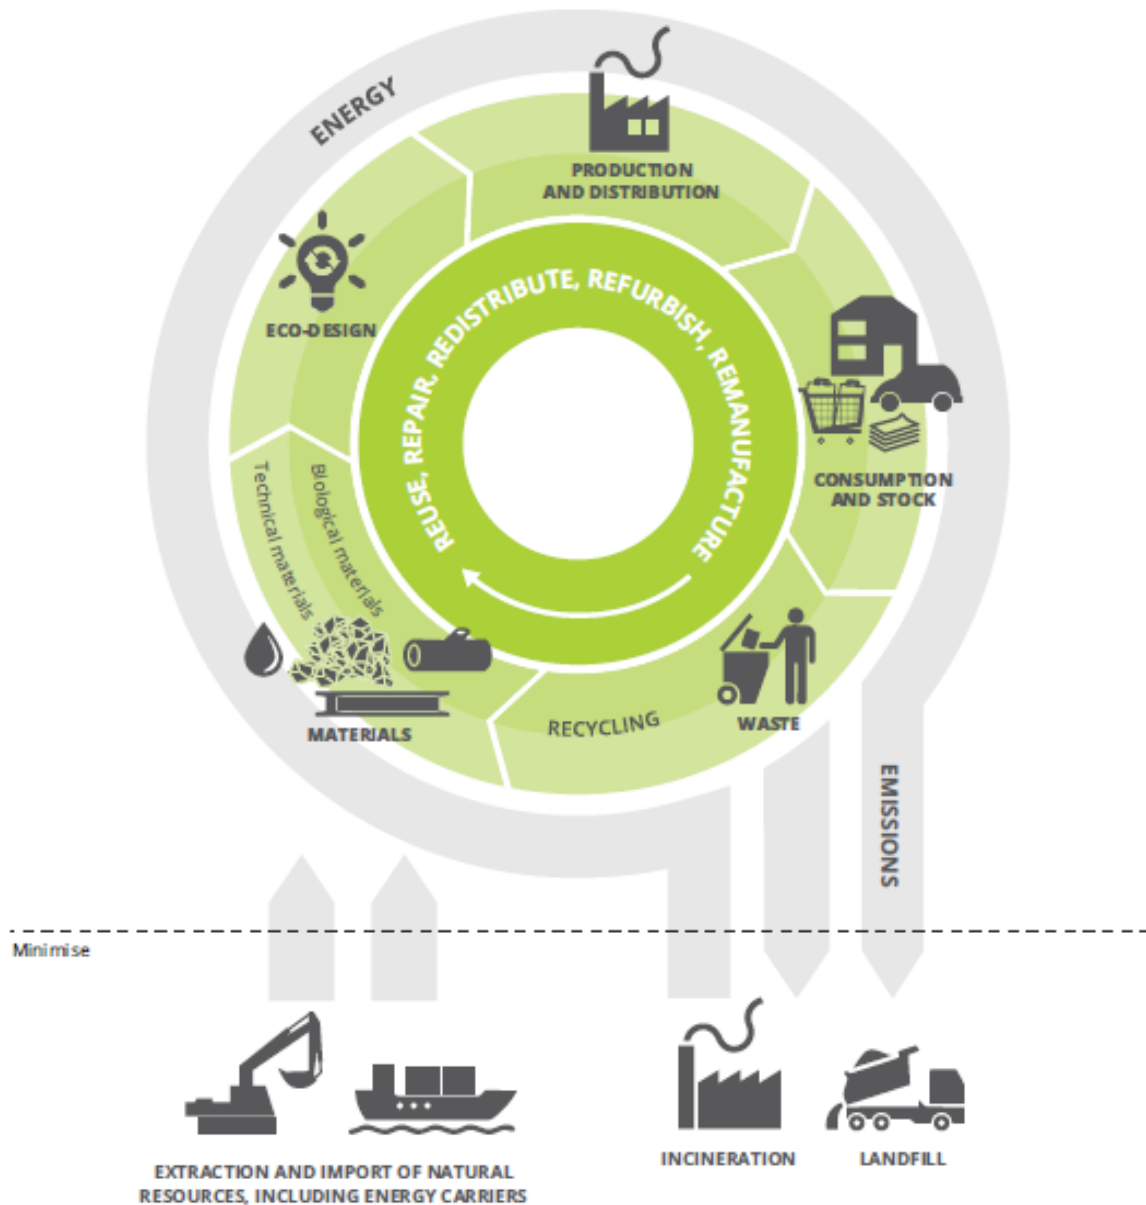 ENERGY
PRODUCTION
AND DISTRIBUTION
ECO-DESIGN
REUSE, REPAIR, REDISTRIBUTE, REFURBISH, REMANUFACTURE
CONSUMPTION
AND STOCK
Technical materials
Biological materials
MATERIALS
RECYCLING
WASTE
EMISSIONS
Minimise
EXTRACTION AND IMPORT OF NATURAL
RESOURCES, INCLUDING ENERGY CARRIERS
INCINERATION
LANDFILL